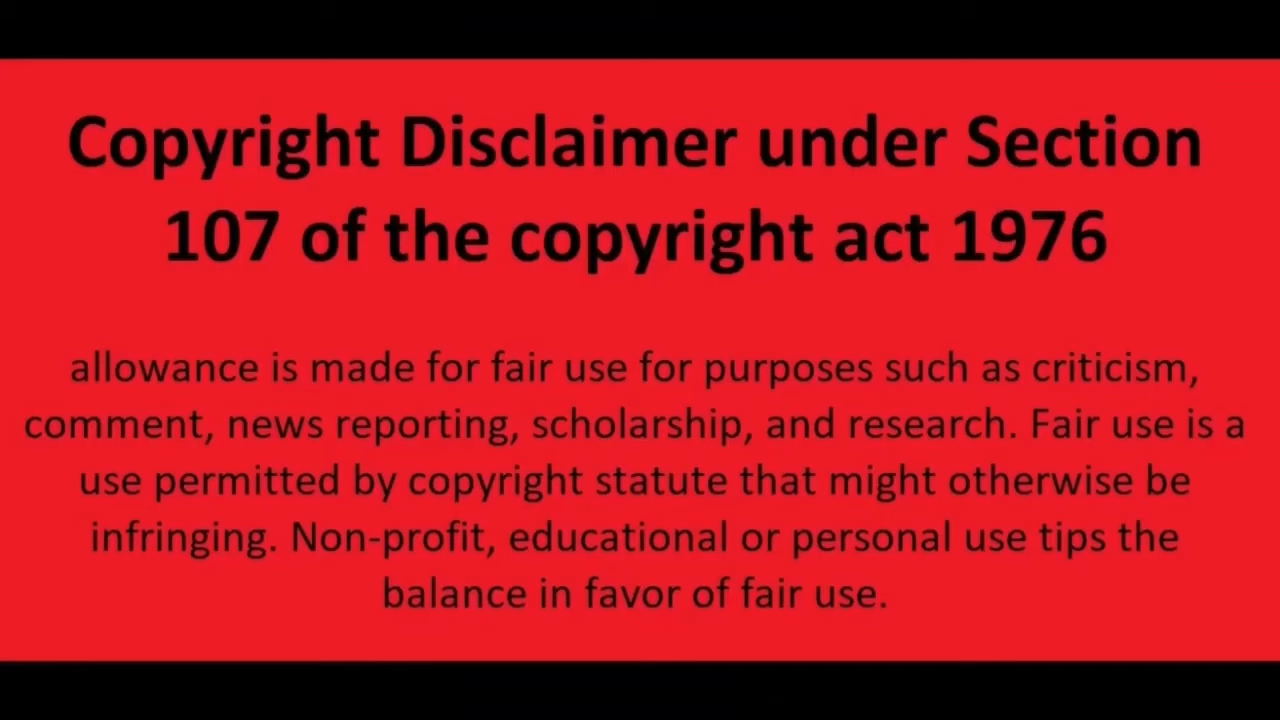 Copyright Disclaimer under Section
107 of the copyright act 1976
allowance is made for fair use for purposes such as criticism,
comment, news reporting, scholarship, and research. Fair use is a
use permitted by copyright statute that might otherwise be
infringing. Non-profit, educational or personal use tips the
balance in favor of fair use.